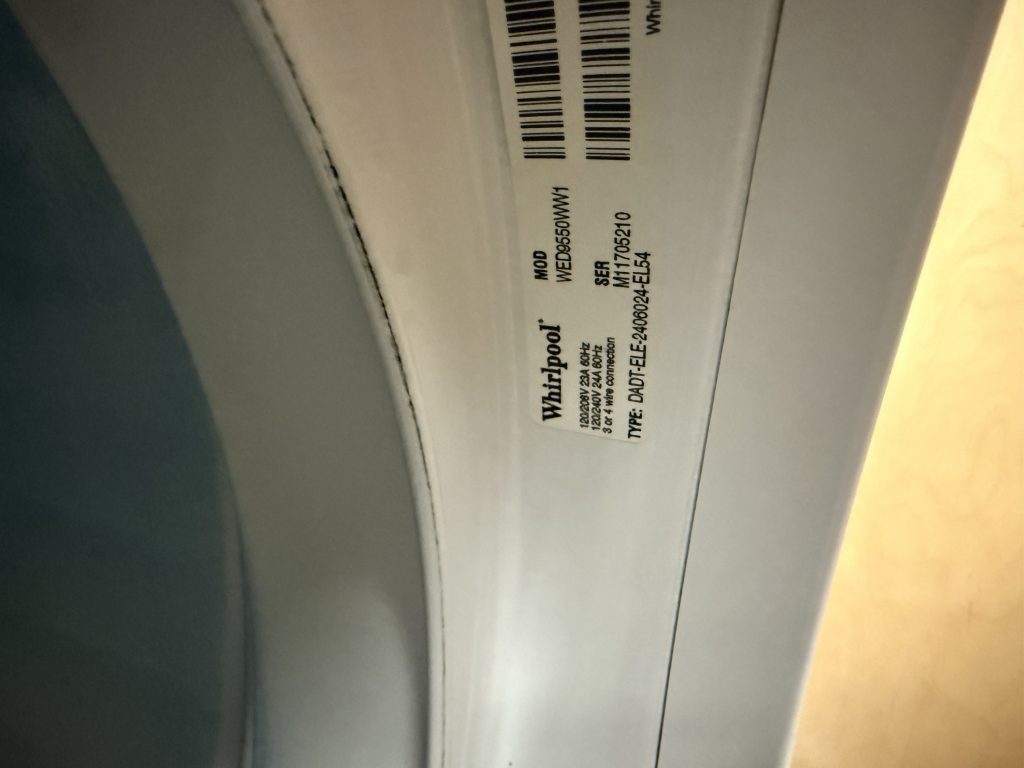 Whirlpool
MOD
WED9550WW1
120/208V 23A 60Hz
120/240V 24A 60Hz
3 or 4 wire connection
SER
M11705210
TYPE: DADT-ELE-2406024-EL54